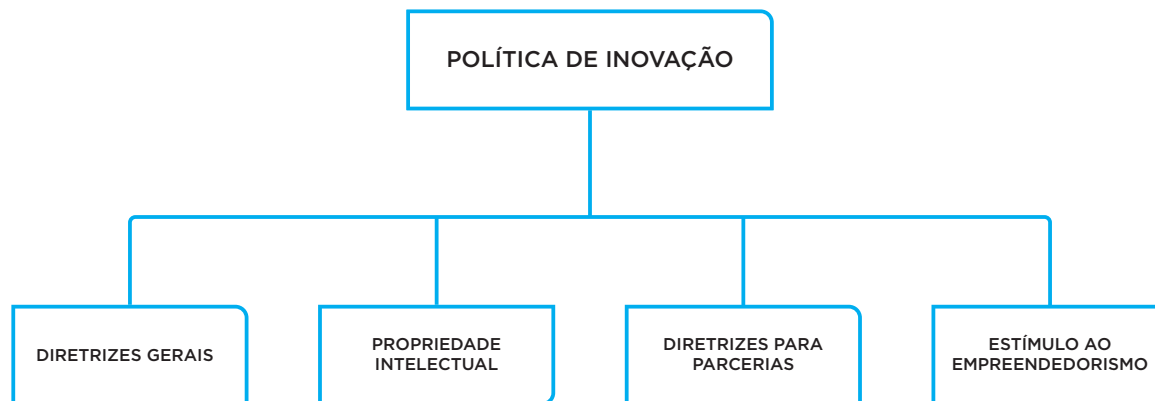 POLÍTICA DE INOVAÇÃO
DIRETRIZES GERAIS
PROPRIEDADE
INTELECTUAL
DIRETRIZES PARA
PARCERIAS
ESTÍMULO AO
EMPREENDEDORISMO